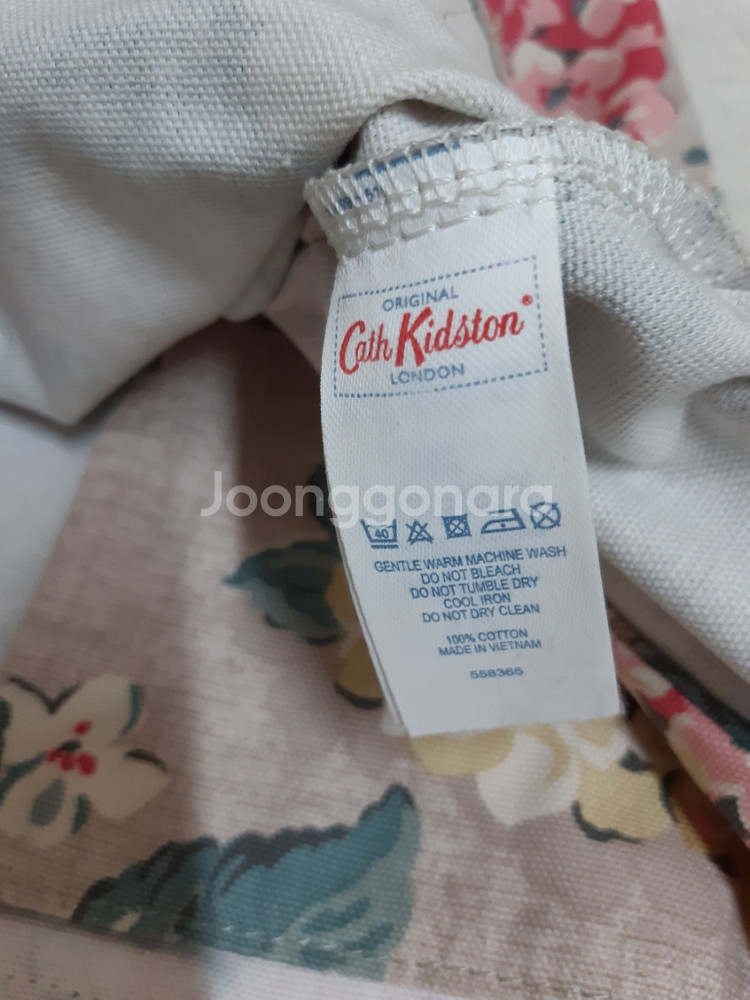 ORIGINAL
Cath Kidston®
LONDON
Joonggonara
40
GENTLE WARM MACHINE WASH
DO NOT BLEACH
DO NOT TUMBLE DRY
COOL IRON
DO NOT DRY CLEAN
100% COTTON
MADE IN VIETNAM
558365